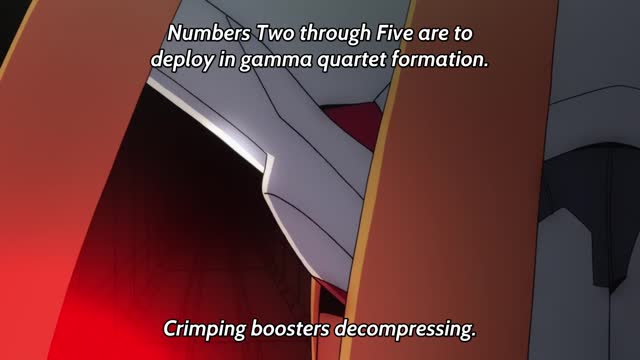 Numbers Two through Five are to
deploy in gamma quartet formation.
Crimping boosters decompressing.